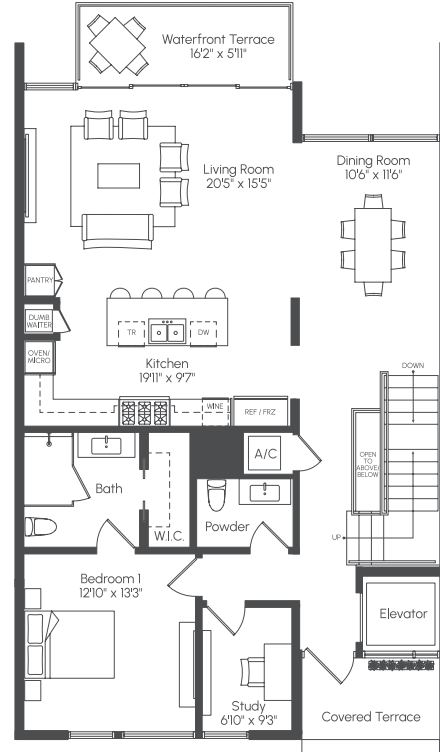 Waterfront Terrace
16'2" x 5'11"
Living Room
20'5" x 15'5"
Dining Room
10'6" x 11'6"
PANTRY
DUMB
WAITER
OVEN/
MICRO
TR
DW
Kitchen
19'11" x 9'7"
WINE
REF / FRZ
DOWN
A/C
OPEN
TO
ABOVE/
BELOW
Bath
W.I.C.
Powder
UP
Bedroom 1
12'10" x 13'3"
Elevator
Study
6'10" x 9'3"
Covered Terrace